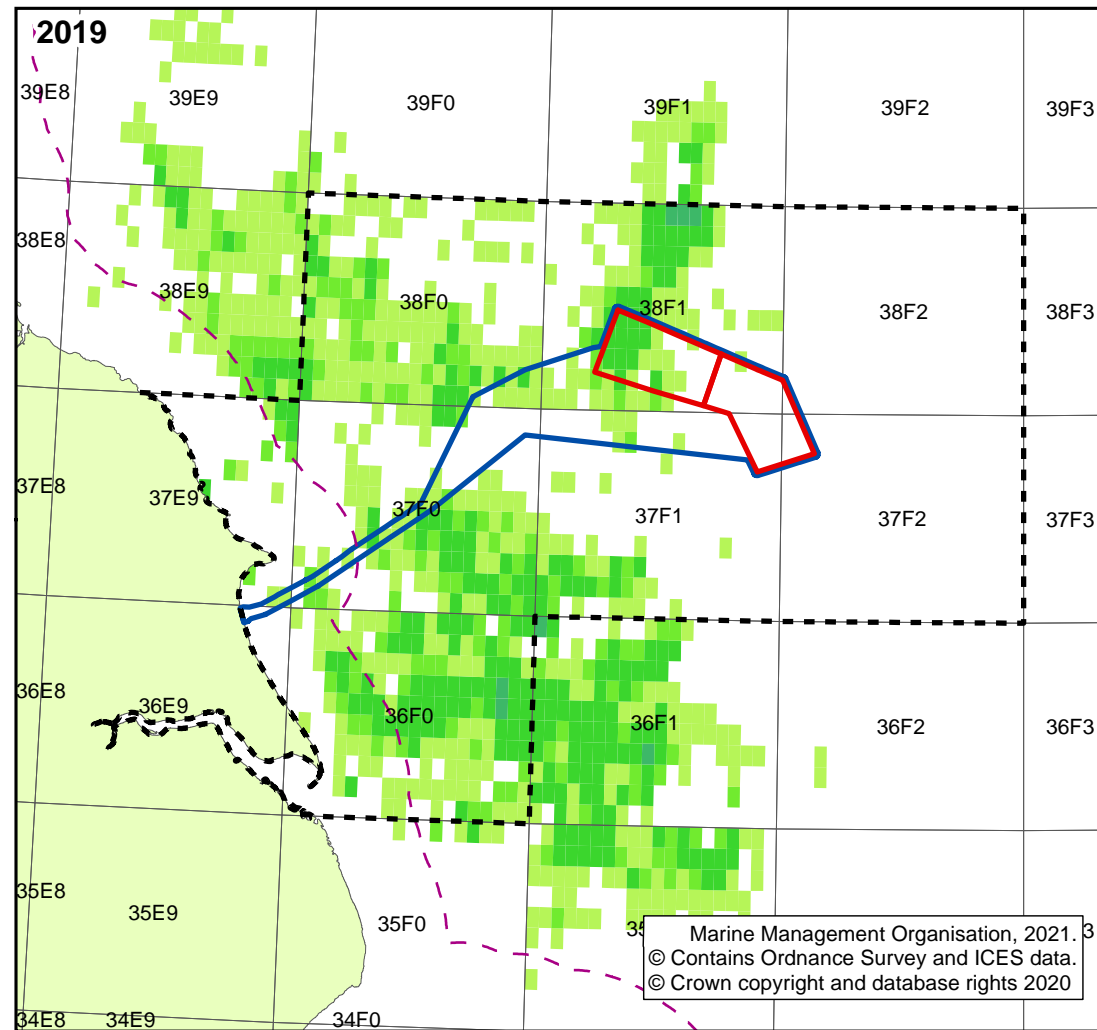 2019
39E8
39E9
39F0
39F1
39F2
39F3
38E8
38E9
38F0
38F1
38F2
38F3
37E8
37E9
37F0
37F1
37F2
37F3
36E8
36E9
36F0
36F1
36F2
36F3
35E8
35E9
35F0
Marine Management Organisation, 2021.
© Contains Ordnance Survey and ICES data.
© Crown copyright and database rights 2020
34E8
34E9
34F0